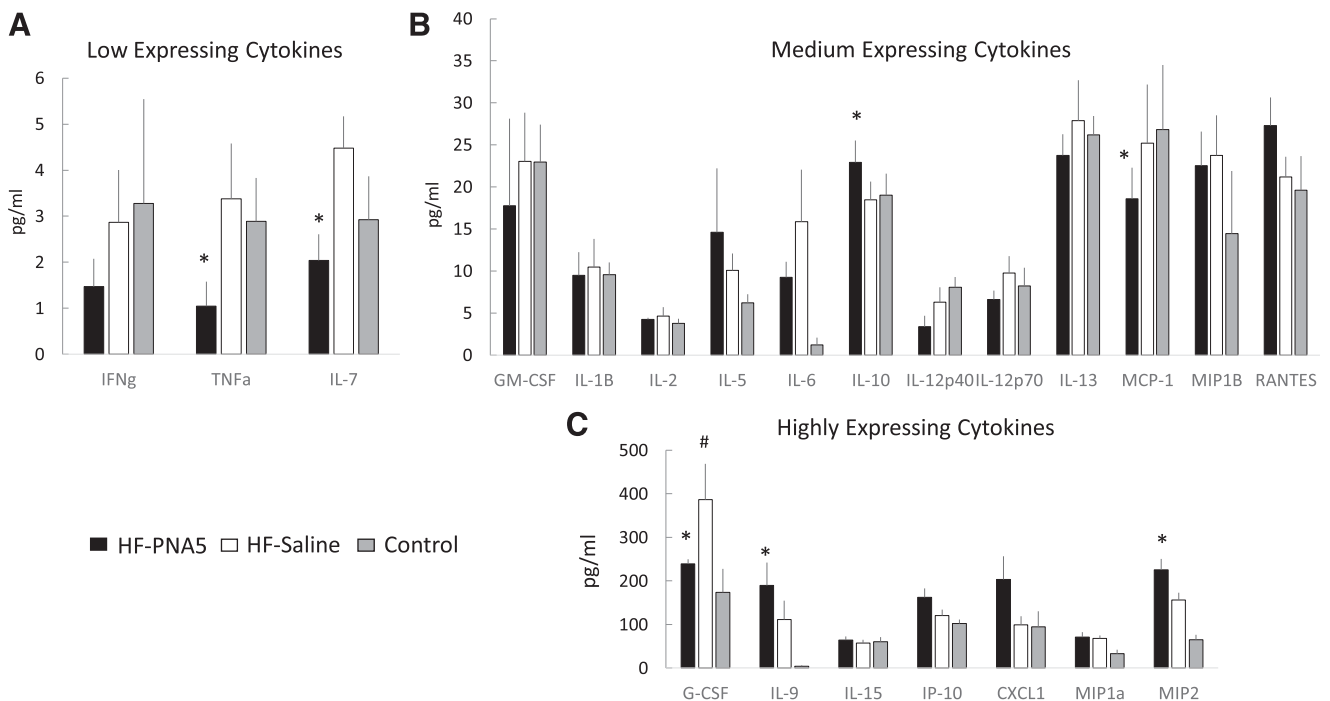 A
Low Expressing Cytokines
6
5
4
3
2
1
0
pg/ml
*
*
IFNg TNFa IL-7
B
Medium Expressing Cytokines
40
35
30
25
20
15
10
5
0
pg/ml
*
*
GM-CSF IL-1B IL-2 IL-5 IL-6 IL-10 IL-12p40 IL-12p70 IL-13 MCP-1 MIP1B RANTES
HF-PNA5 HF-Saline Control
C
Highly Expressing Cytokines
500
400
300
200
100
0
pg/ml
#
*
*
*
G-CSF IL-9 IL-15 IP-10 CXCL1 MIP1a MIP2